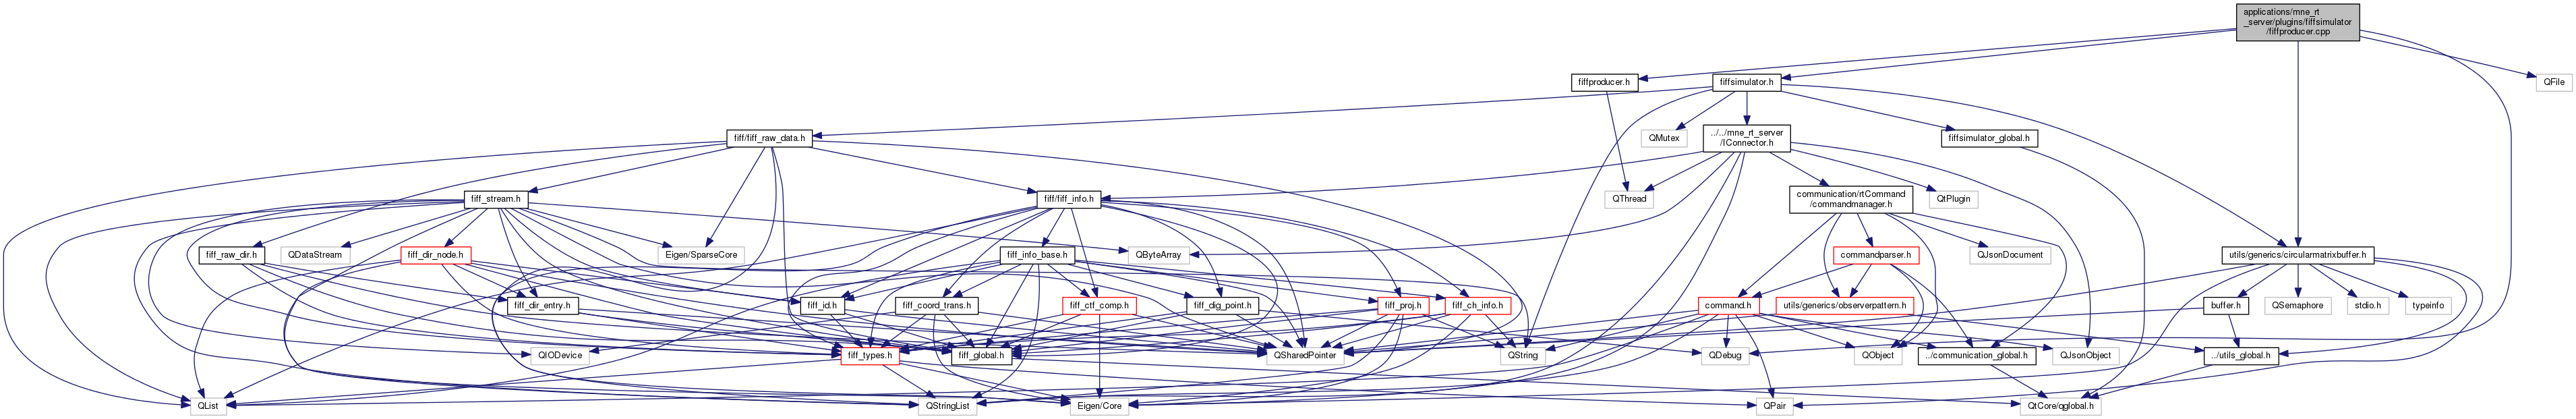 applications/mne_rt
_server/plugins/fiffsimulator
/fiffproducer.cpp
fiffproducer.h
fiffsimulator.h
QFile
fiff/fiff_raw_data.h
QMutex
../../mne_rt_server
/IConnector.h
fiffsimulator_global.h
fiff_stream.h
fiff/fiff_info.h
QThread
communication/rtCommand
/commandmanager.h
QtPlugin
fiff_raw_dir.h
QDataStream
fiff_dir_node.h
Eigen/SparseCore
QByteArray
fiff_info_base.h
commandparser.h
QJsonDocument
utils/generics/circularmatrixbuffer.h
fiff_dir_entry.h
fiff_id.h
fiff_coord_trans.h
fiff_ctf_comp.h
fiff_dig_point.h
fiff_proj.h
fiff_ch_info.h
command.h
utils/generics/observerpattern.h
buffer.h
QSemaphore
stdio.h
typeinfo
QIODevice
fiff_types.h
fiff_global.h
QSharedPointer
QString
QDebug
QObject
../communication_global.h
QJsonObject
../utils_global.h
QList
QStringList
Eigen/Core
QPair
QtCore/qglobal.h